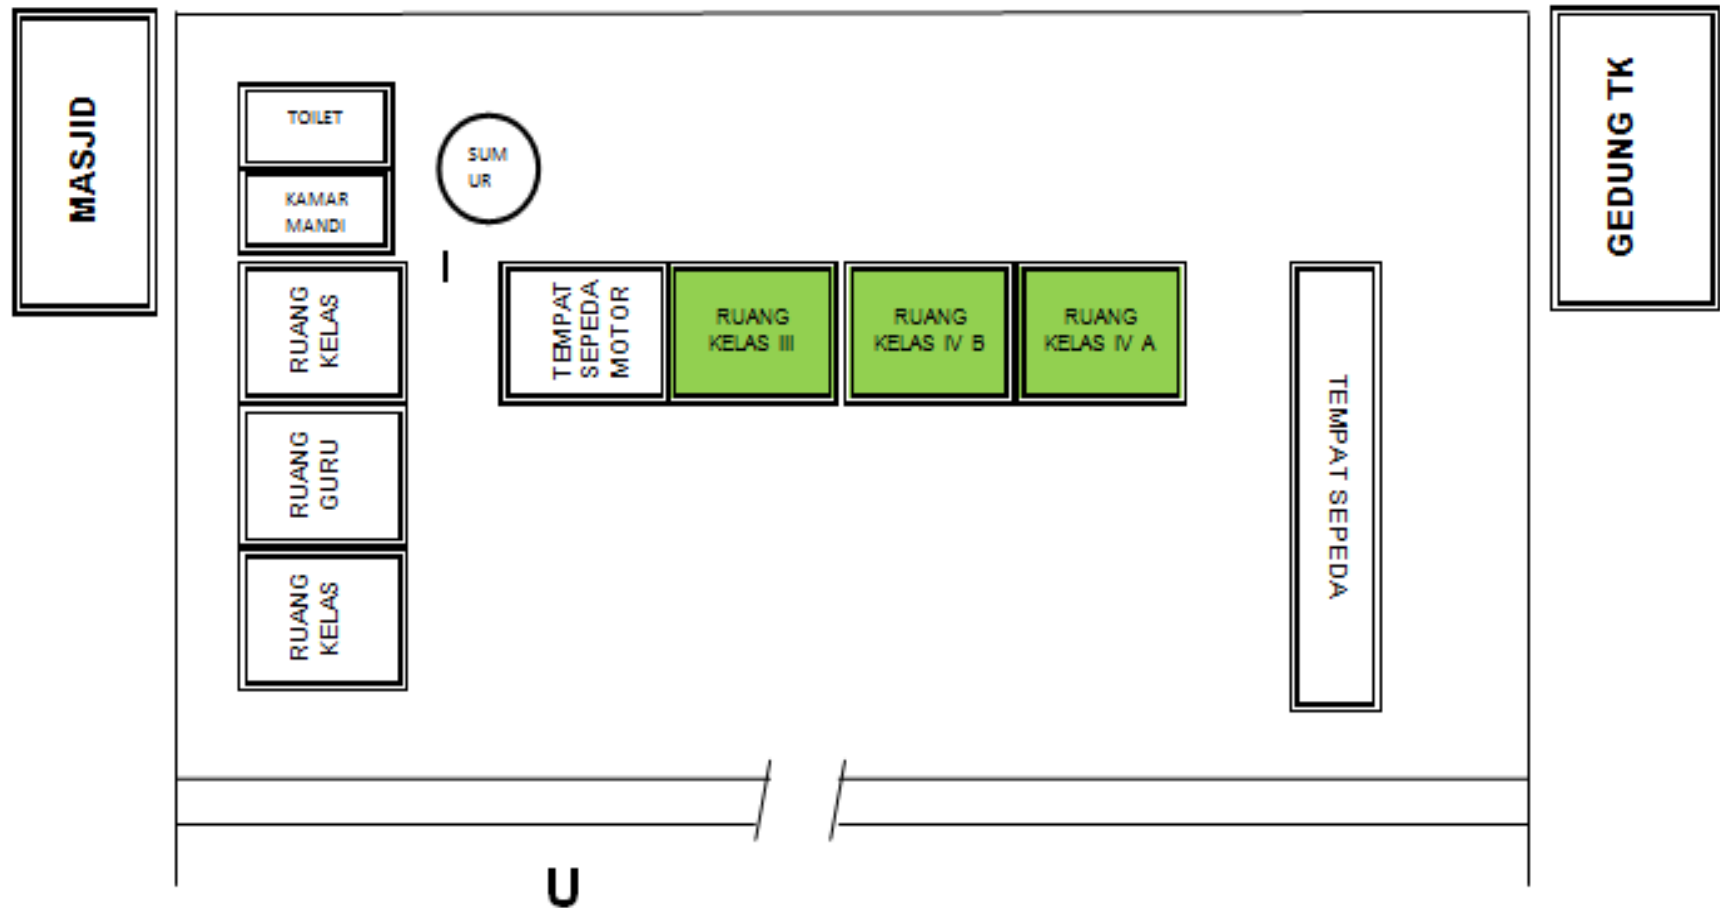 MASJID
TOILET
KAMAR
MANDI
SUM
UR
GEDUNG TK
I
RUANG
KELAS
TEMPAT
SEPEDA
MOTOR
RUANG
KELAS III
RUANG
KELAS IV B
RUANG
KELAS IV A
RUANG
GURU
TEMPAT SEPEDA
RUANG
KELAS
U